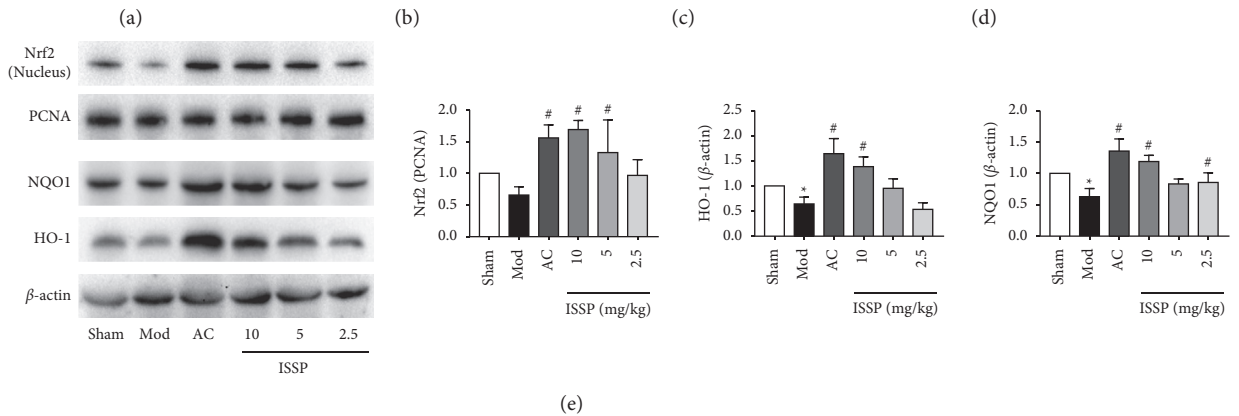 (a)
(b)
(c)
(d)
Nrf2
(Nucleus)
PCNA
NQO1
HO-1
β-actin
Sham Mod AC 10 5 2.5
ISSP
Nrf2 (PCNA)
2.0
1.5
1.0
0.5
0.0
# # #
Sham Mod AC 10 5 2.5
ISSP (mg/kg)
HO-1 (β-actin)
2.5
2.0
1.5
1.0
0.5
0.0
* # #
Sham Mod AC 10 5 2.5
ISSP (mg/kg)
NQO1 (β-actin)
2.0
1.5
1.0
0.5
0.0
* # # #
Sham Mod AC 10 5 2.5
ISSP (mg/kg)
(e)